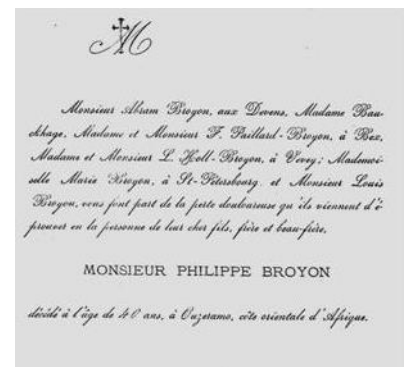 M
Monsieur Abram Broyon, aux Devens, Madame Bau-
ckhage, Madame et Monsieur F. Paillard-Broyon, à Bex,
Madame et Monsieur L. Holl-Broyon, à Vevey; Mademoi-
selle Marie Broyon, à St-Pétersbourg et Monsieur Louis
Broyon, vous font part de la perte douloureuse qu'ils viennent d'é-
prouver en la personne de leur cher fils, frère et beau-frère,
MONSIEUR PHILIPPE BROYON
décédé à l'âge de 40 ans, à Ouzeramo, côte orientale d'Afrique.